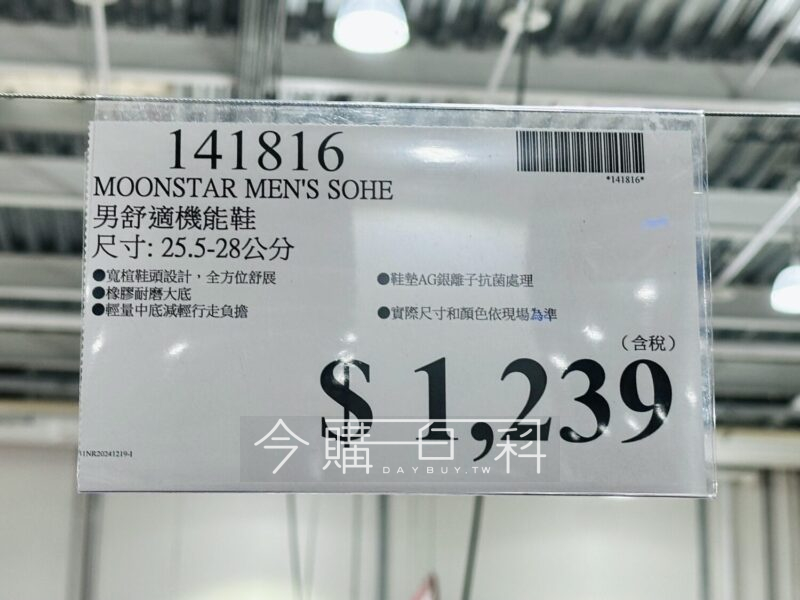 141816
*141816*
MOONSTAR MEN'S SOHE
男舒適機能鞋
尺寸: 25.5-28公分
●寬楦鞋頭設計，全方位舒展
●橡膠耐磨大底
●輕量中底減輕行走負擔
●鞋墊AG銀離子抗菌處理
●實際尺寸和顏色依現場為準
（含稅）
$ 1,239
今購百科
DAYBUY.TW
V1NR20241219-I